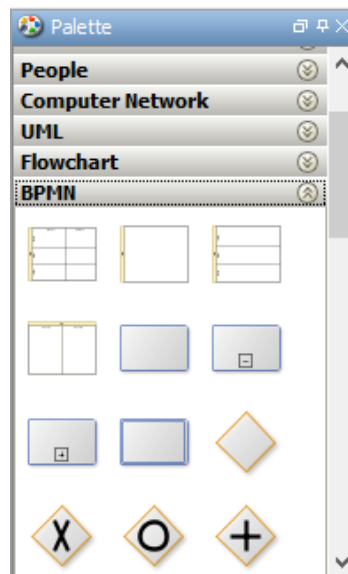 Palette
People
Computer Network
UML
Flowchart
BPMN
X O +